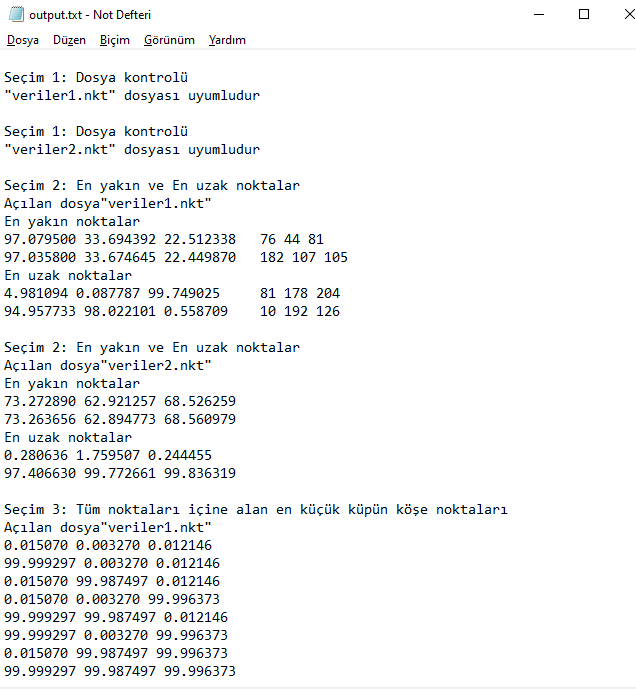 output.txt - Not Defteri
Dosya Düzen Biçim Görünüm Yardım
Seçim 1: Dosya kontrolü
"veriler1.nkt" dosyası uyumludur
Seçim 1: Dosya kontrolü
"veriler2.nkt" dosyası uyumludur
Seçim 2: En yakın ve En uzak noktalar
Açılan dosya"veriler1.nkt"
En yakın noktalar
97.079500 33.694392 22.512338 76 44 81
97.035800 33.674645 22.449870 182 107 105
En uzak noktalar
4.981094 0.087787 99.749025 81 178 204
94.957733 98.022101 0.558709 10 192 126
Seçim 2: En yakın ve En uzak noktalar
Açılan dosya"veriler2.nkt"
En yakın noktalar
73.272890 62.921257 68.526259
73.263656 62.894773 68.560979
En uzak noktalar
0.280636 1.759507 0.244455
97.406630 99.772661 99.836319
Seçim 3: Tüm noktaları içine alan en küçük küpün köşe noktaları
Açılan dosya"veriler1.nkt"
0.015070 0.003270 0.012146
99.999297 0.003270 0.012146
0.015070 99.987497 0.012146
0.015070 0.003270 99.996373
99.999297 99.987497 0.012146
99.999297 0.003270 99.996373
0.015070 99.987497 99.996373
99.999297 99.987497 99.996373